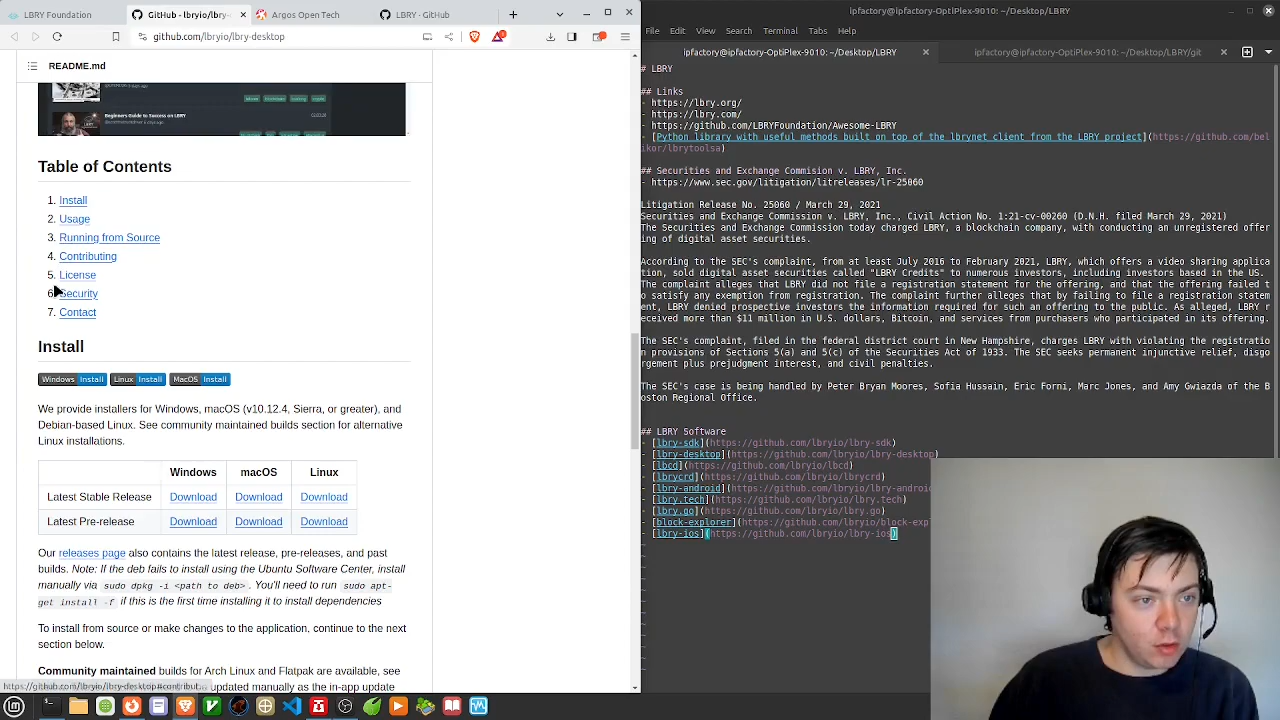 LBRY Foundation
GitHub - lbryio/lbry-desktop
Argos Open Tech
LBRY · GitHub
github.com/lbryio/lbry-desktop
README.md
Beginners Guide to Success on LBRY
Table of Contents
1. Install
2. Usage
3. Running from Source
4. Contributing
5. License
6. Security
7. Contact
Install
Windows Install Linux Install MacOS Install
We provide installers for Windows, macOS (v10.12.4, Sierra, or greater), and
Debian-based Linux. See community maintained builds section for alternative
Linux installations.
Windows macOS Linux
Latest Stable Release Download Download Download
Latest Pre-release Download Download Download
Our releases page also contains the latest release, pre-releases, and past
builds. Note: If the deb fails to install using the Ubuntu Software Center, install
manually via sudo dpkg -i <path to deb>. You'll need to run sudo apt-
get install -f if this is the first time installing it to install dependencies
To install from source or make changes to the application, continue to the next
section below.
Community maintained builds for Arch Linux and Flatpak are available, see
updated manually as the in-app update
https://github.com/lbryio/lbry-desktop#contribut...
ipfactory@ipfactory-OptiPlex-9010: ~/Desktop/LBRY
File Edit View Search Terminal Tabs Help
ipfactory@ipfactory-OptiPlex-9010: ~/Desktop/LBRY
ipfactory@ipfactory-OptiPlex-9010: ~/Desktop/LBRY/git
# LBRY
## Links
- https://lbry.org/
- https://lbry.com/
- https://github.com/LBRYFoundation/Awesome-LBRY
- [Python library with useful methods built on top of the lbrynet client from the LBRY project](https://github.com/bel
ikor/lbrytoolsa)
## Securities and Exchange Commision v. LBRY, Inc.
- https://www.sec.gov/litigation/litreleases/lr-25060
Litigation Release No. 25060 / March 29, 2021
Securities and Exchange Commission v. LBRY, Inc., Civil Action No. 1:21-cv-00260 (D.N.H. filed March 29, 2021)
The Securities and Exchange Commission today charged LBRY, a blockchain company, with conducting an unregistered offer
ing of digital asset securities.
According to the SEC's complaint, from at least July 2016 to February 2021, LBRY, which offers a video sharing applica
tion, sold digital asset securities called "LBRY Credits" to numerous investors, including investors based in the US.
The complaint alleges that LBRY did not file a registration statement for the offering, and that the offering failed t
o satisfy any exemption from registration. The complaint further alleges that by failing to file a registration statem
ent, LBRY denied prospective investors the information required for such an offering to the public. As alleged, LBRY r
eceived more than $11 million in U.S. dollars, Bitcoin, and services from purchasers who participated in its offering.
The SEC's complaint, filed in the federal district court in New Hampshire, charges LBRY with violating the registratio
n provisions of Sections 5(a) and 5(c) of the Securities Act of 1933. The SEC seeks permanent injunctive relief, disgo
rgement plus prejudgment interest, and civil penalties.
The SEC's case is being handled by Peter Bryan Moores, Sofia Hussain, Eric Forni, Marc Jones, and Amy Gwiazda of the B
oston Regional Office.
## LBRY Software
- [lbry-sdk](https://github.com/lbryio/lbry-sdk)
- [lbry-desktop](https://github.com/lbryio/lbry-desktop)
- [lbcd](https://github.com/lbryio/lbcd)
- [lbrycrd](https://github.com/lbryio/lbrycrd)
- [lbry-android](https://github.com/lbryio/lbry-androi
- [lbry.tech](https://github.com/lbryio/lbry.tech)
- [lbry.go](https://github.com/lbryio/lbry.go)
- [block-explorer](https://github.com/lbryio/block-exp
- [lbry-ios](https://github.com/lbryio/lbry-ios)